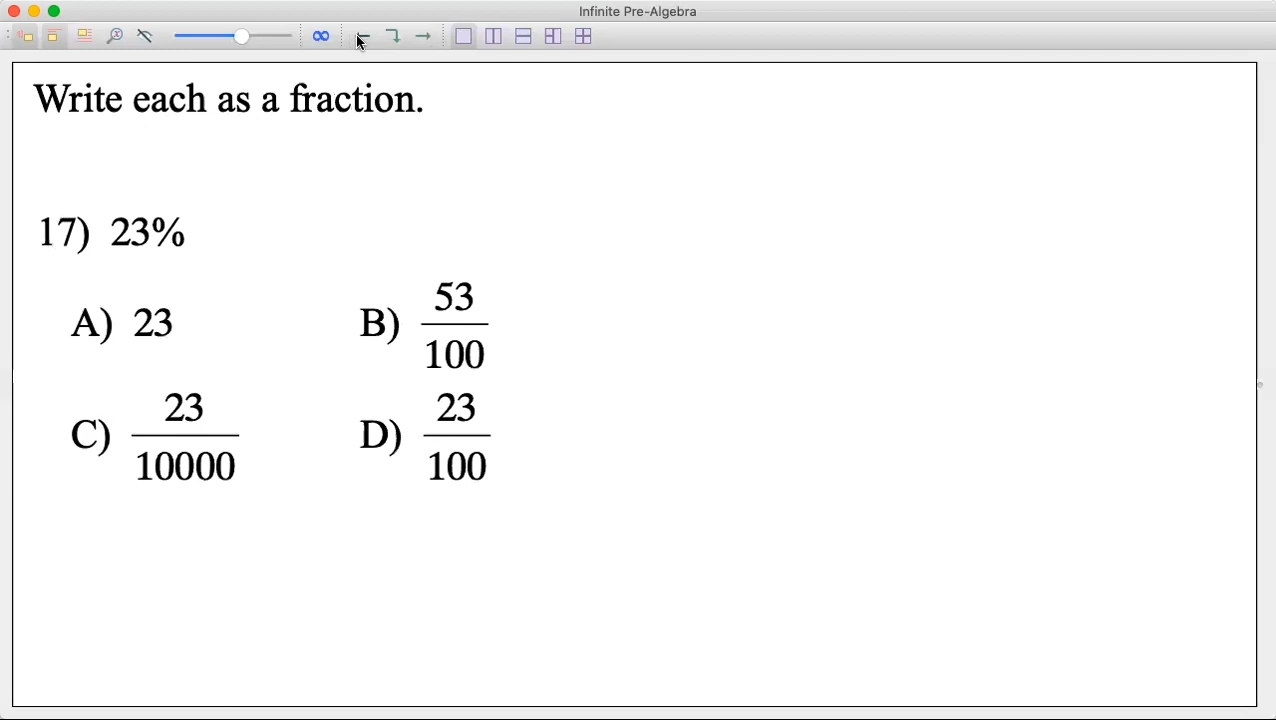 Infinite Pre-Algebra
Write each as a fraction.
17) 23%
A) 23
B) 53/100
C) 23/10000
D) 23/100